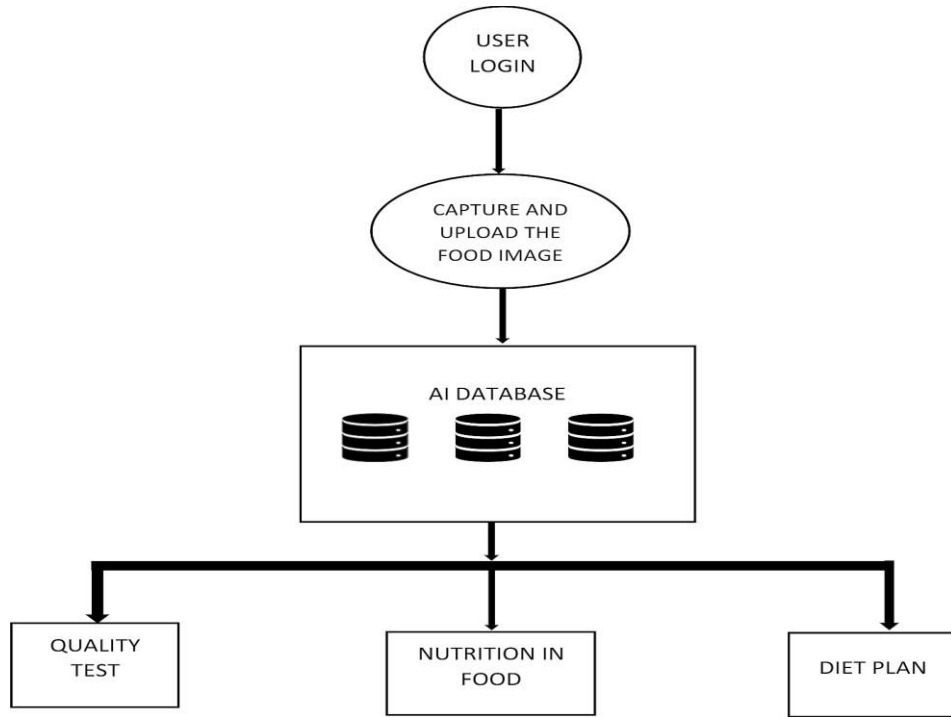 USER
LOGIN
CAPTURE AND
UPLOAD THE
FOOD IMAGE
AI DATABASE
QUALITY
TEST
NUTRITION IN
FOOD
DIET PLAN